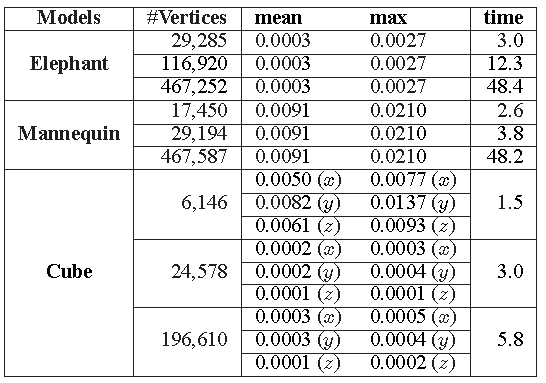 Models #Vertices mean max time
29,285 0.0003 0.0027 3.0
Elephant 116,920 0.0003 0.0027 12.3
467,252 0.0003 0.0027 48.4
17,450 0.0091 0.0210 2.6
Mannequin 29,194 0.0091 0.0210 3.8
467,587 0.0091 0.0210 48.2
0.0050 (x) 0.0077 (x)
6,146 0.0082 (y) 0.0137 (y) 1.5
0.0061 (z) 0.0093 (z)
0.0002 (x) 0.0003 (x)
Cube 24,578 0.0002 (y) 0.0004 (y) 3.0
0.0001 (z) 0.0001 (z)
0.0003 (x) 0.0005 (x)
196,610 0.0003 (y) 0.0004 (y) 5.8
0.0001 (z) 0.0002 (z)